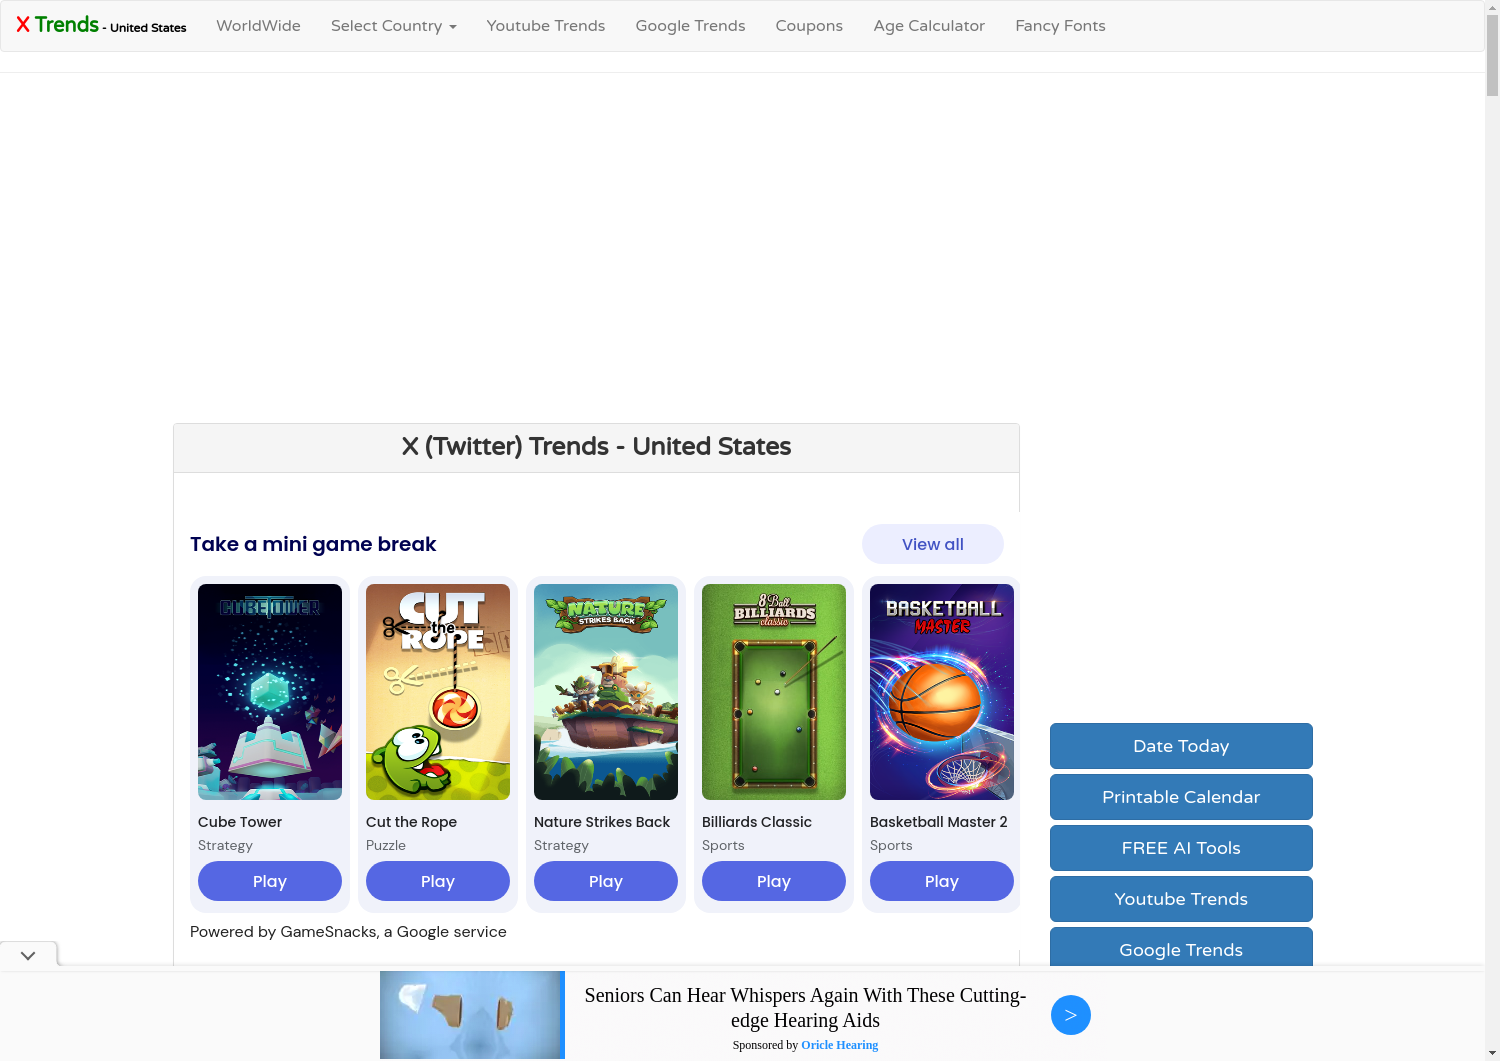 X Trends - United States WorldWide Select Country Youtube Trends Google Trends Coupons Age Calculator Fancy Fonts
X (Twitter) Trends - United States
Take a mini game break View all
CUBETOWER
CUT the ROPE
NATURE STRIKES BACK
8 Ball BILLIARDS classic
BASKETBALL MASTER
Cube Tower
Strategy
Play
Cut the Rope
Puzzle
Play
Nature Strikes Back
Strategy
Play
Billiards Classic
Sports
Play
Basketball Master 2
Sports
Play
Powered by GameSnacks, a Google service
Date Today
Printable Calendar
FREE AI Tools
Youtube Trends
Google Trends
Seniors Can Hear Whispers Again With These Cutting-
edge Hearing Aids
Sponsored by Oricle Hearing
>